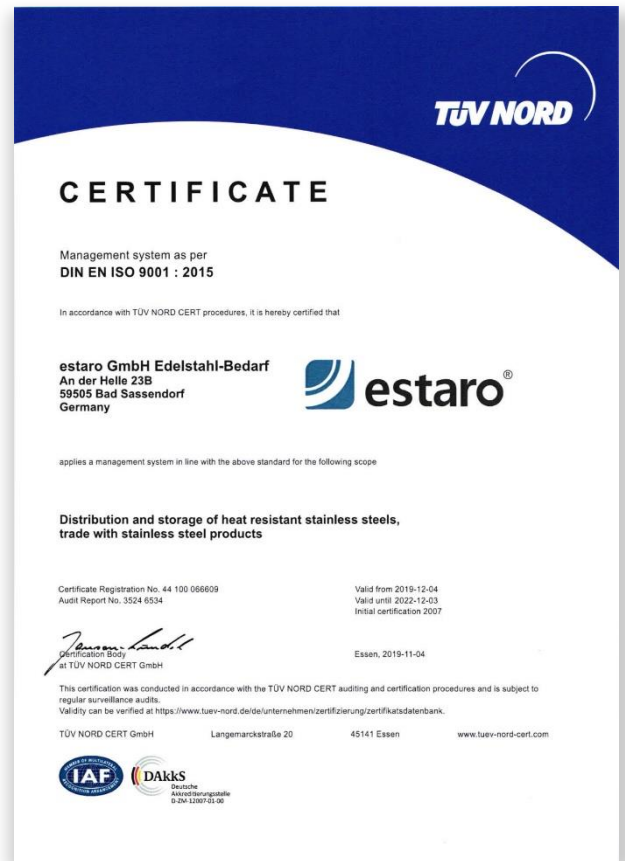 TÜV NORD
CERTIFICATE
Management system as per
DIN EN ISO 9001 : 2015
In accordance with TÜV NORD CERT procedures, it is hereby certified that
estaro GmbH Edelstahl-Bedarf
An der Helle 23B
59505 Bad Sassendorf
Germany
estaro®
applies a management system in line with the above standard for the following scope
Distribution and storage of heat resistant stainless steels,
trade with stainless steel products
Certificate Registration No. 44 100 066609
Audit Report No. 3524 6534
Valid from 2019-12-04
Valid until 2022-12-03
Initial certification 2007
Certification Body
at TÜV NORD CERT GmbH
Essen, 2019-11-04
This certification was conducted in accordance with the TÜV NORD CERT auditing and certification procedures and is subject to
regular surveillance audits.
Validity can be verified at https://www.tuev-nord.de/de/unternehmen/zertifizierung/zertifikatsdatenbank.
TÜV NORD CERT GmbH Langemarckstraße 20 45141 Essen www.tuev-nord-cert.com
MEMBER OF MULTILATERAL
IAF
RECOGNITION ARRANGEMENT
DAkkS
Deutsche
Akkreditierungsstelle
D-ZM-12007-01-00